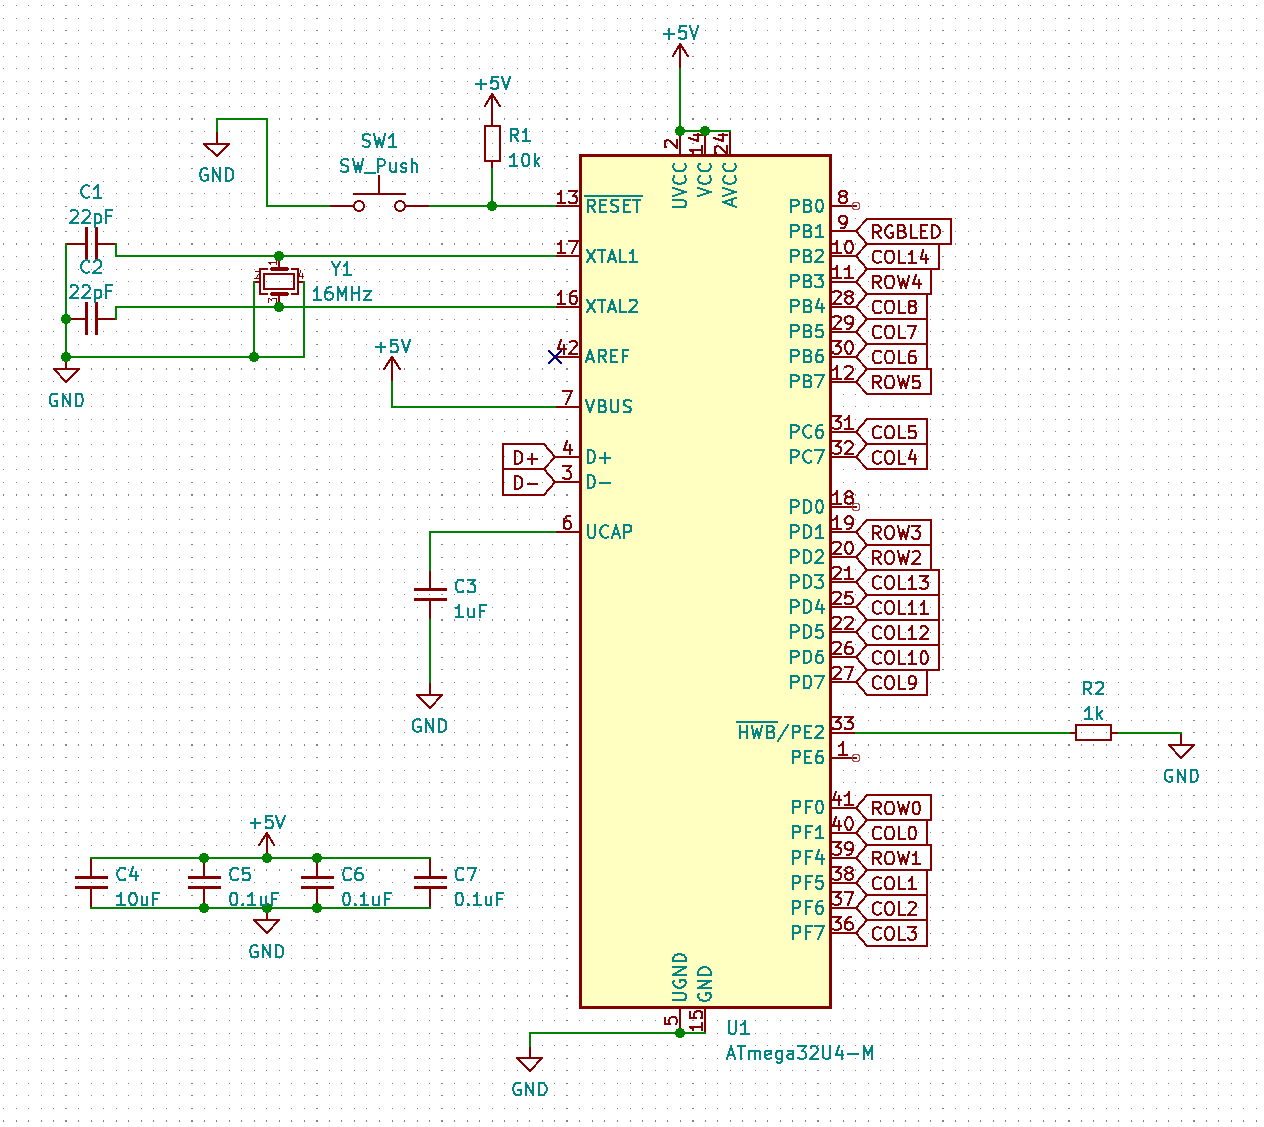 +5V
+5V
R1
10k
SW1
SW_Push
GND
C1
22pF
C2
22pF
Y1
16MHz
1
2
3
4
GND
+5V
D+
D-
C3
1uF
GND
2
14
24
UVCC
VCC
AVCC
13
RESET
17
XTAL1
16
XTAL2
42
AREF
7
VBUS
4
D+
3
D-
6
UCAP
PB0
8
PB1
9
RGBLED
PB2
10
COL14
PB3
11
ROW4
PB4
28
COL8
PB5
29
COL7
PB6
30
COL6
PB7
12
ROW5
PC6
31
COL5
PC7
32
COL4
PD0
18
PD1
19
ROW3
PD2
20
ROW2
PD3
21
COL13
PD4
25
COL11
PD5
22
COL12
PD6
26
COL10
PD7
27
COL9
HWB/PE2
33
R2
1k
GND
PE6
1
PF0
41
ROW0
PF1
40
COL0
PF4
39
ROW1
PF5
38
COL1
PF6
37
COL2
PF7
36
COL3
+5V
C4
10uF
C5
0.1uF
C6
0.1uF
C7
0.1uF
GND
UGND
GND
5
15
U1
ATmega32U4-M
GND